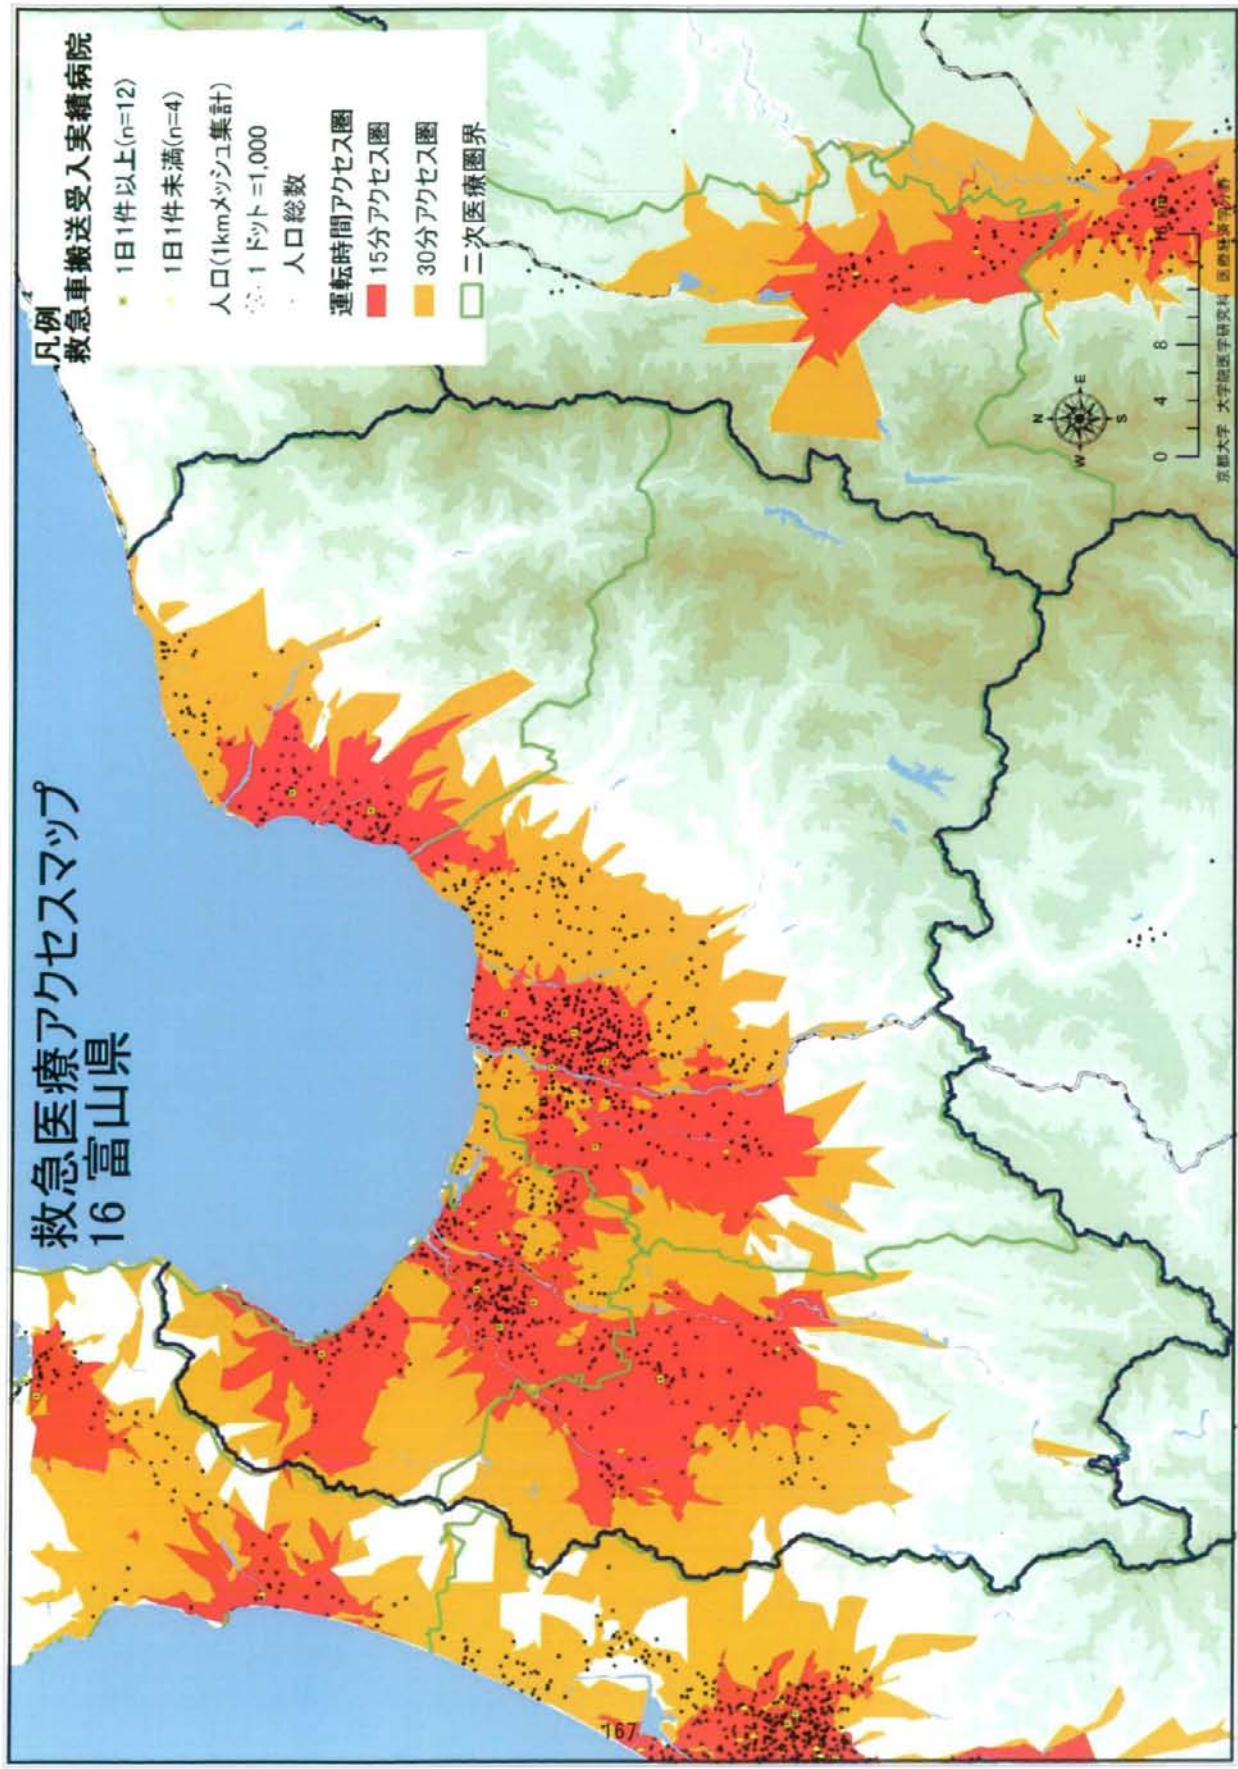 救急医療アクセスマップ
16 富山県
凡例
救急車搬送受入実績病院
1日1件以上(n=12)
1日1件未満(n=4)
人口(1kmメッシュ集計)
1 ドット =1,000
人口総数
運転時間アクセス圏
15分アクセス圏
30分アクセス圏
二次医療圏界
N
W E
S
0 4 8
京都大学 大学院医学研究科 医療経済学分野
167